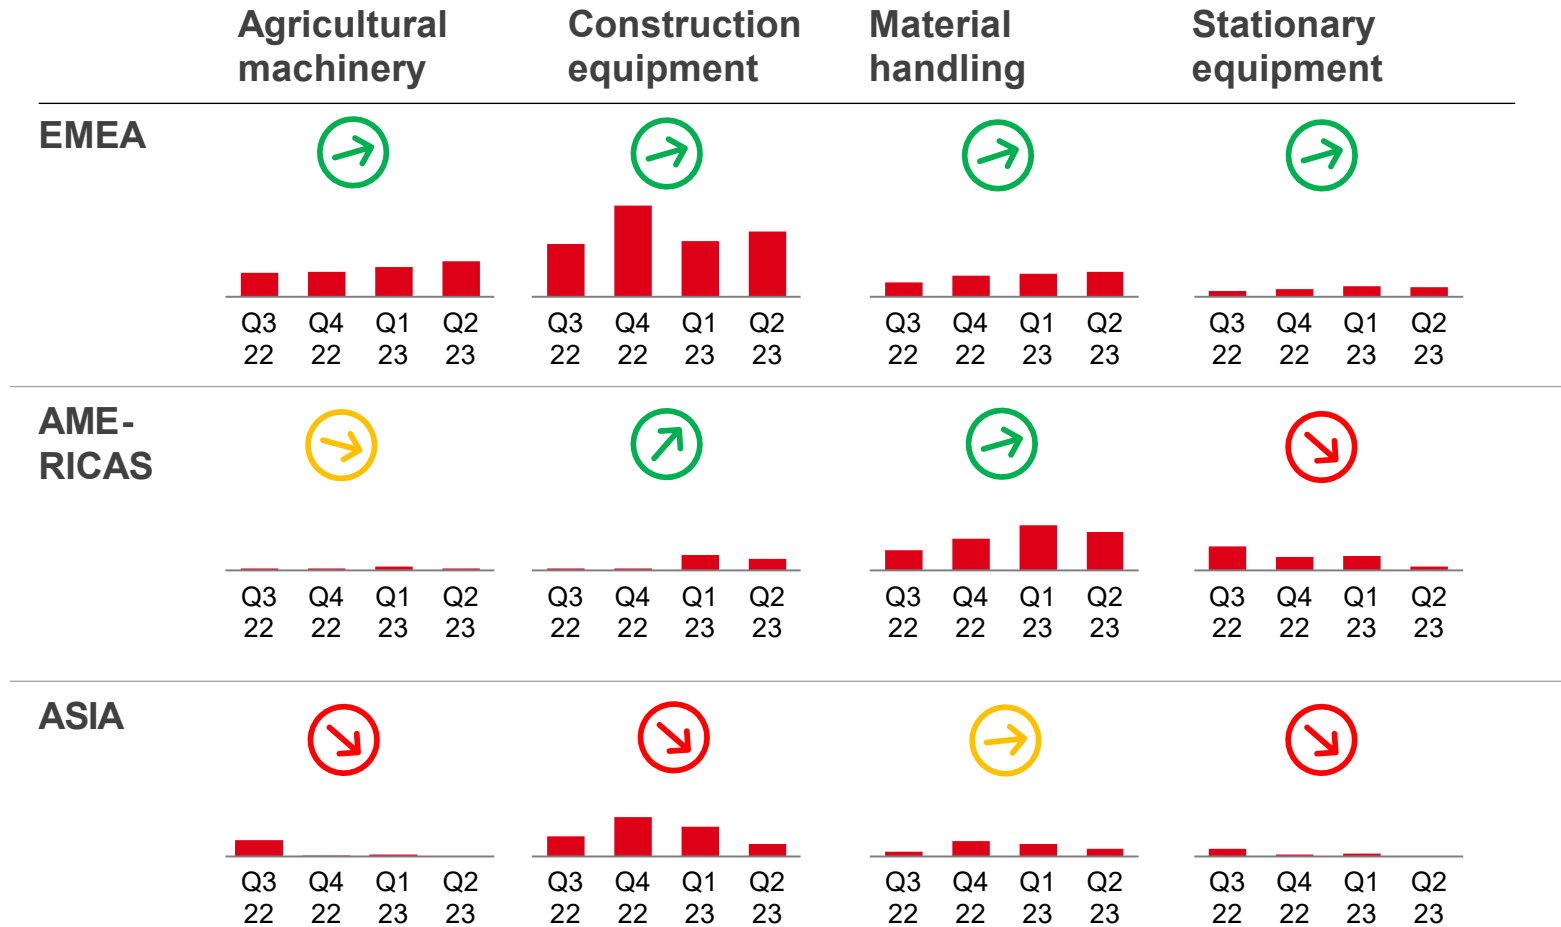 Agricultural
machinery
Construction
equipment
Material
handling
Stationary
equipment
EMEA
Q3 Q4 Q1 Q2
22 22 23 23
Q3 Q4 Q1 Q2
22 22 23 23
Q3 Q4 Q1 Q2
22 22 23 23
Q3 Q4 Q1 Q2
22 22 23 23
AME-
RICAS
Q3 Q4 Q1 Q2
22 22 23 23
Q3 Q4 Q1 Q2
22 22 23 23
Q3 Q4 Q1 Q2
22 22 23 23
Q3 Q4 Q1 Q2
22 22 23 23
ASIA
Q3 Q4 Q1 Q2
22 22 23 23
Q3 Q4 Q1 Q2
22 22 23 23
Q3 Q4 Q1 Q2
22 22 23 23
Q3 Q4 Q1 Q2
22 22 23 23